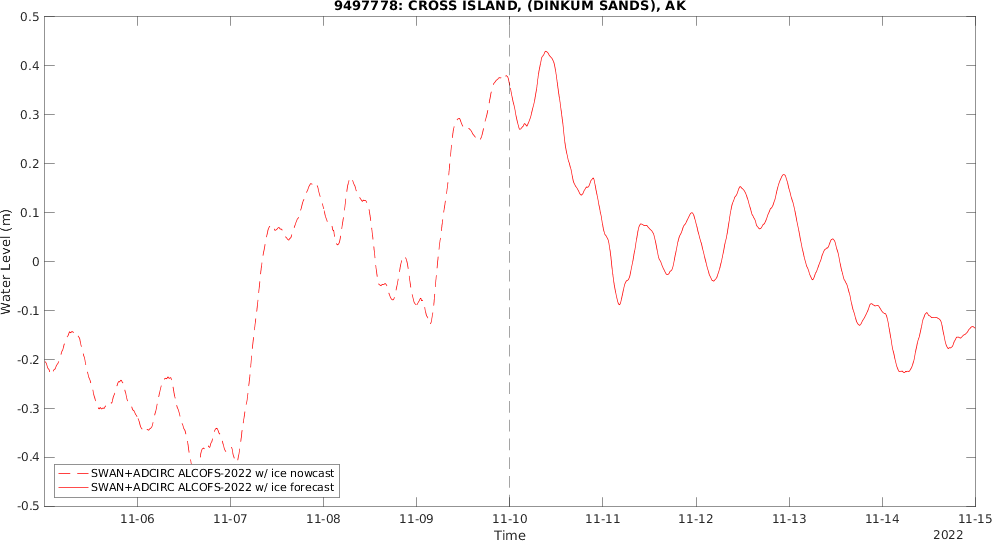 9497778: CROSS ISLAND, (DINKUM SANDS), AK
0.5
0.4
0.3
0.2
0.1
0
-0.1
-0.2
-0.3
-0.4
-0.5
Water Level (m)
SWAN+ADCIRC ALCOFS-2022 w/ ice nowcast
SWAN+ADCIRC ALCOFS-2022 w/ ice forecast
11-06 11-07 11-08 11-09 11-10 11-11 11-12 11-13 11-14 11-15
Time
2022